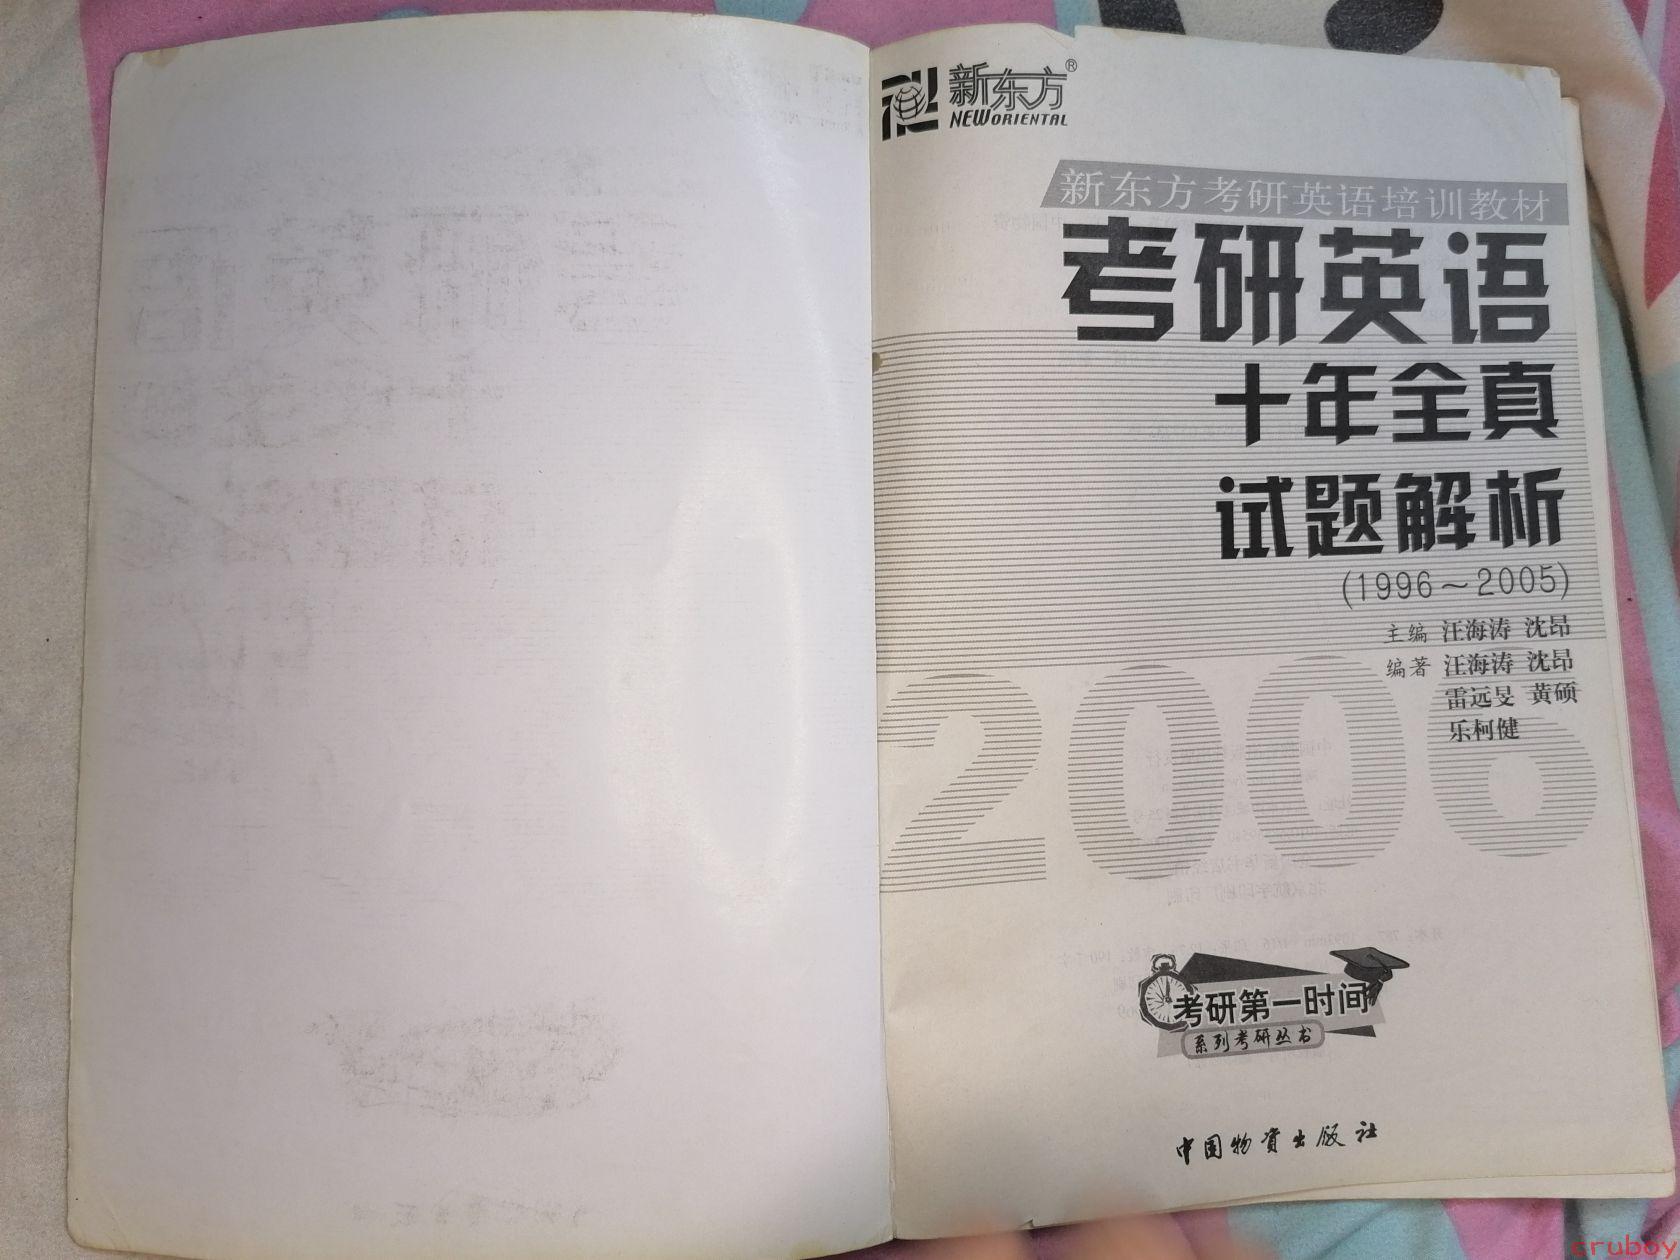 新东方®
NEW ORIENTAL
新东方考研英语培训教材
考研英语
十年全真
试题解析
(1996～2005)
主编 汪海涛 沈昂
编著 汪海涛 沈昂
雷远旻 黄硕
乐柯健
2006
考研第一时间
系列考研丛书
中国物资出版社
cruboy